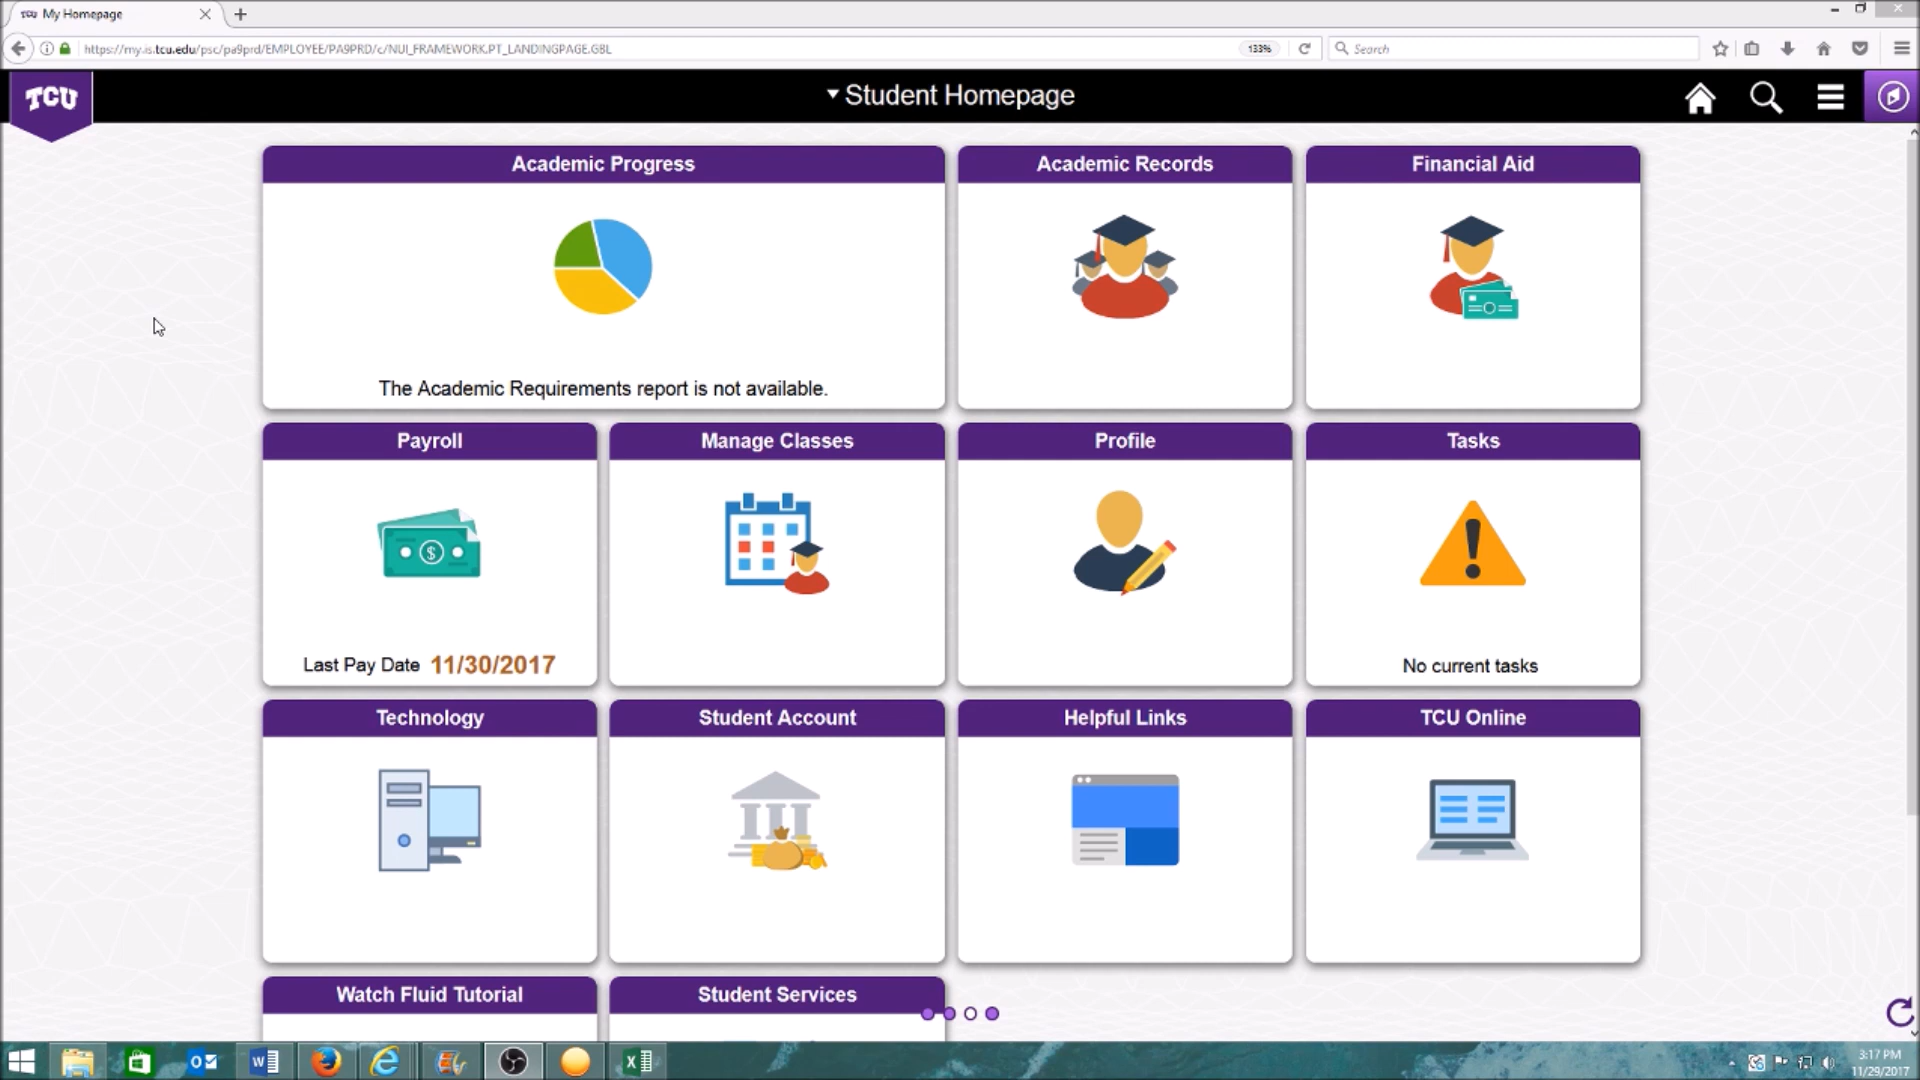 TCU My Homepage
https://my.is.tcu.edu/psc/pa9prd/EMPLOYEE/PA9PRD/c/NUI_FRAMEWORK.PT_LANDINGPAGE.GBL
133%
Search
TCU
Student Homepage
Academic Progress
The Academic Requirements report is not available.
Academic Records
Financial Aid
Payroll
$
Last Pay Date 11/30/2017
Manage Classes
Profile
Tasks
!
No current tasks
Technology
Student Account
Helpful Links
TCU Online
Watch Fluid Tutorial
Student Services
3:17 PM
11/29/2017